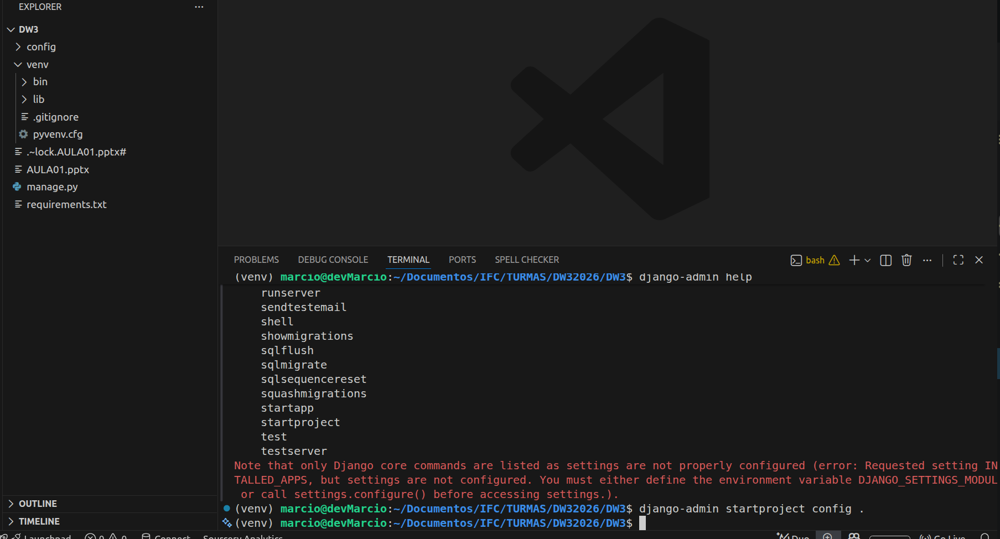 EXPLORER
DW3
config
venv
bin
lib
.gitignore
pyvenv.cfg
.~lock.AULA01.pptx#
AULA01.pptx
manage.py
requirements.txt
OUTLINE
TIMELINE
PROBLEMS DEBUG CONSOLE TERMINAL PORTS SPELL CHECKER
bash
(venv) marcio@devMarcio:~/Documentos/IFC/TURMAS/DW32026/DW3$ django-admin help
runserver
sendtestemail
shell
showmigrations
sqlflush
sqlmigrate
sqlsequencereset
squashmigrations
startapp
startproject
test
testserver
Note that only Django core commands are listed as settings are not properly configured (error: Requested setting IN
TALLED_APPS, but settings are not configured. You must either define the environment variable DJANGO_SETTINGS_MODUL
or call settings.configure() before accessing settings.).
(venv) marcio@devMarcio:~/Documentos/IFC/TURMAS/DW32026/DW3$ django-admin startproject config .
(venv) marcio@devMarcio:~/Documentos/IFC/TURMAS/DW32026/DW3$
Launchpad 0 0 Connect Sourcery Analytics Duo Go Live